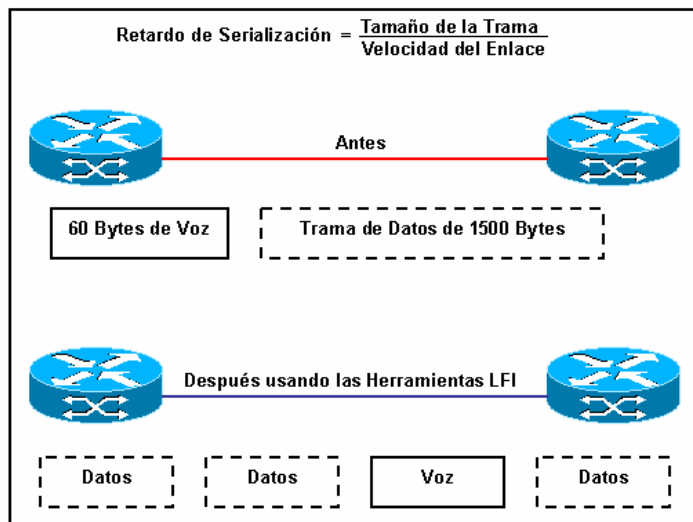 Retardo de Serialización = Tamaño de la Trama
Velocidad del Enlace
Antes
60 Bytes de Voz
Trama de Datos de 1500 Bytes
Después usando las Herramientas LFI
Datos
Datos
Voz
Datos